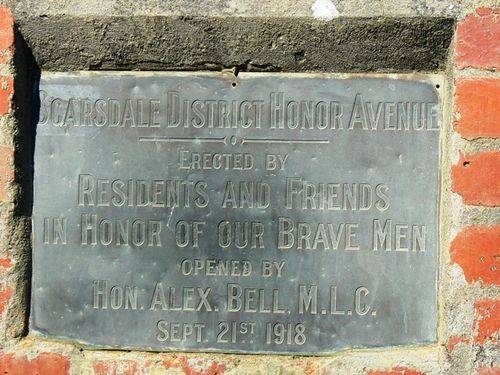 SCARSDALE DISTRICT HONOR AVENUE
ERECTED BY
RESIDENTS AND FRIENDS
IN HONOR OF OUR BRAVE MEN
OPENED BY
HON. ALEX. BELL. M.L.C.
SEPT. 21ST 1918